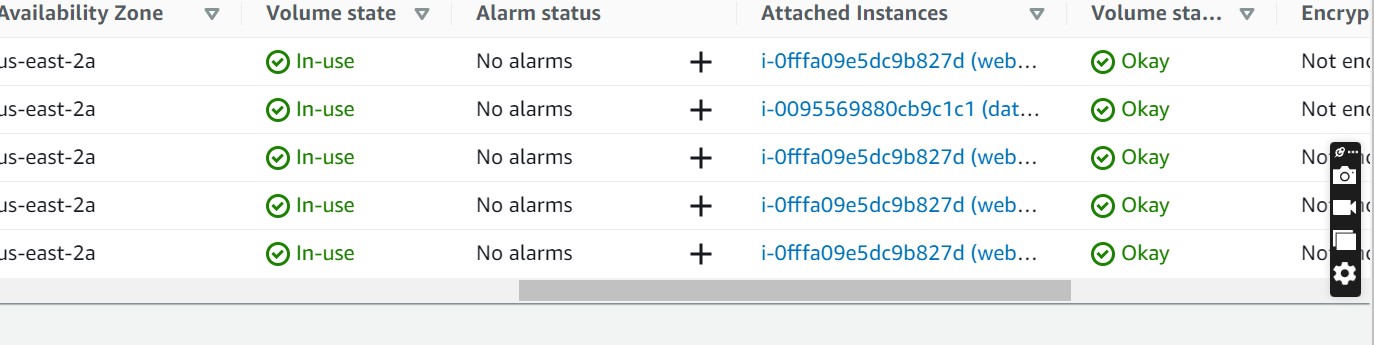 Availability Zone Volume state Alarm status Attached Instances Volume sta... Encryp
us-east-2a In-use No alarms i-0fffa09e5dc9b827d (web... Okay Not enc
us-east-2a In-use No alarms i-0095569880cb9c1c1 (dat... Okay Not enc
us-east-2a In-use No alarms i-0fffa09e5dc9b827d (web... Okay
us-east-2a In-use No alarms i-0fffa09e5dc9b827d (web... Okay
us-east-2a In-use No alarms i-0fffa09e5dc9b827d (web... Okay